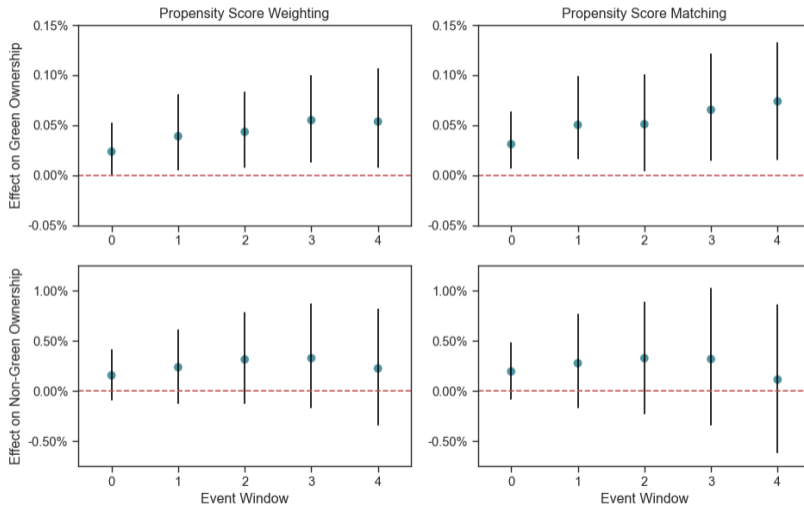 Propensity Score Weighting
Propensity Score Matching
Effect on Green Ownership
0.15%
0.10%
0.05%
0.00%
-0.05%
0 1 2 3 4
0.15%
0.10%
0.05%
0.00%
-0.05%
0 1 2 3 4
Effect on Non-Green Ownership
1.00%
0.50%
0.00%
-0.50%
0 1 2 3 4
Event Window
1.00%
0.50%
0.00%
-0.50%
0 1 2 3 4
Event Window